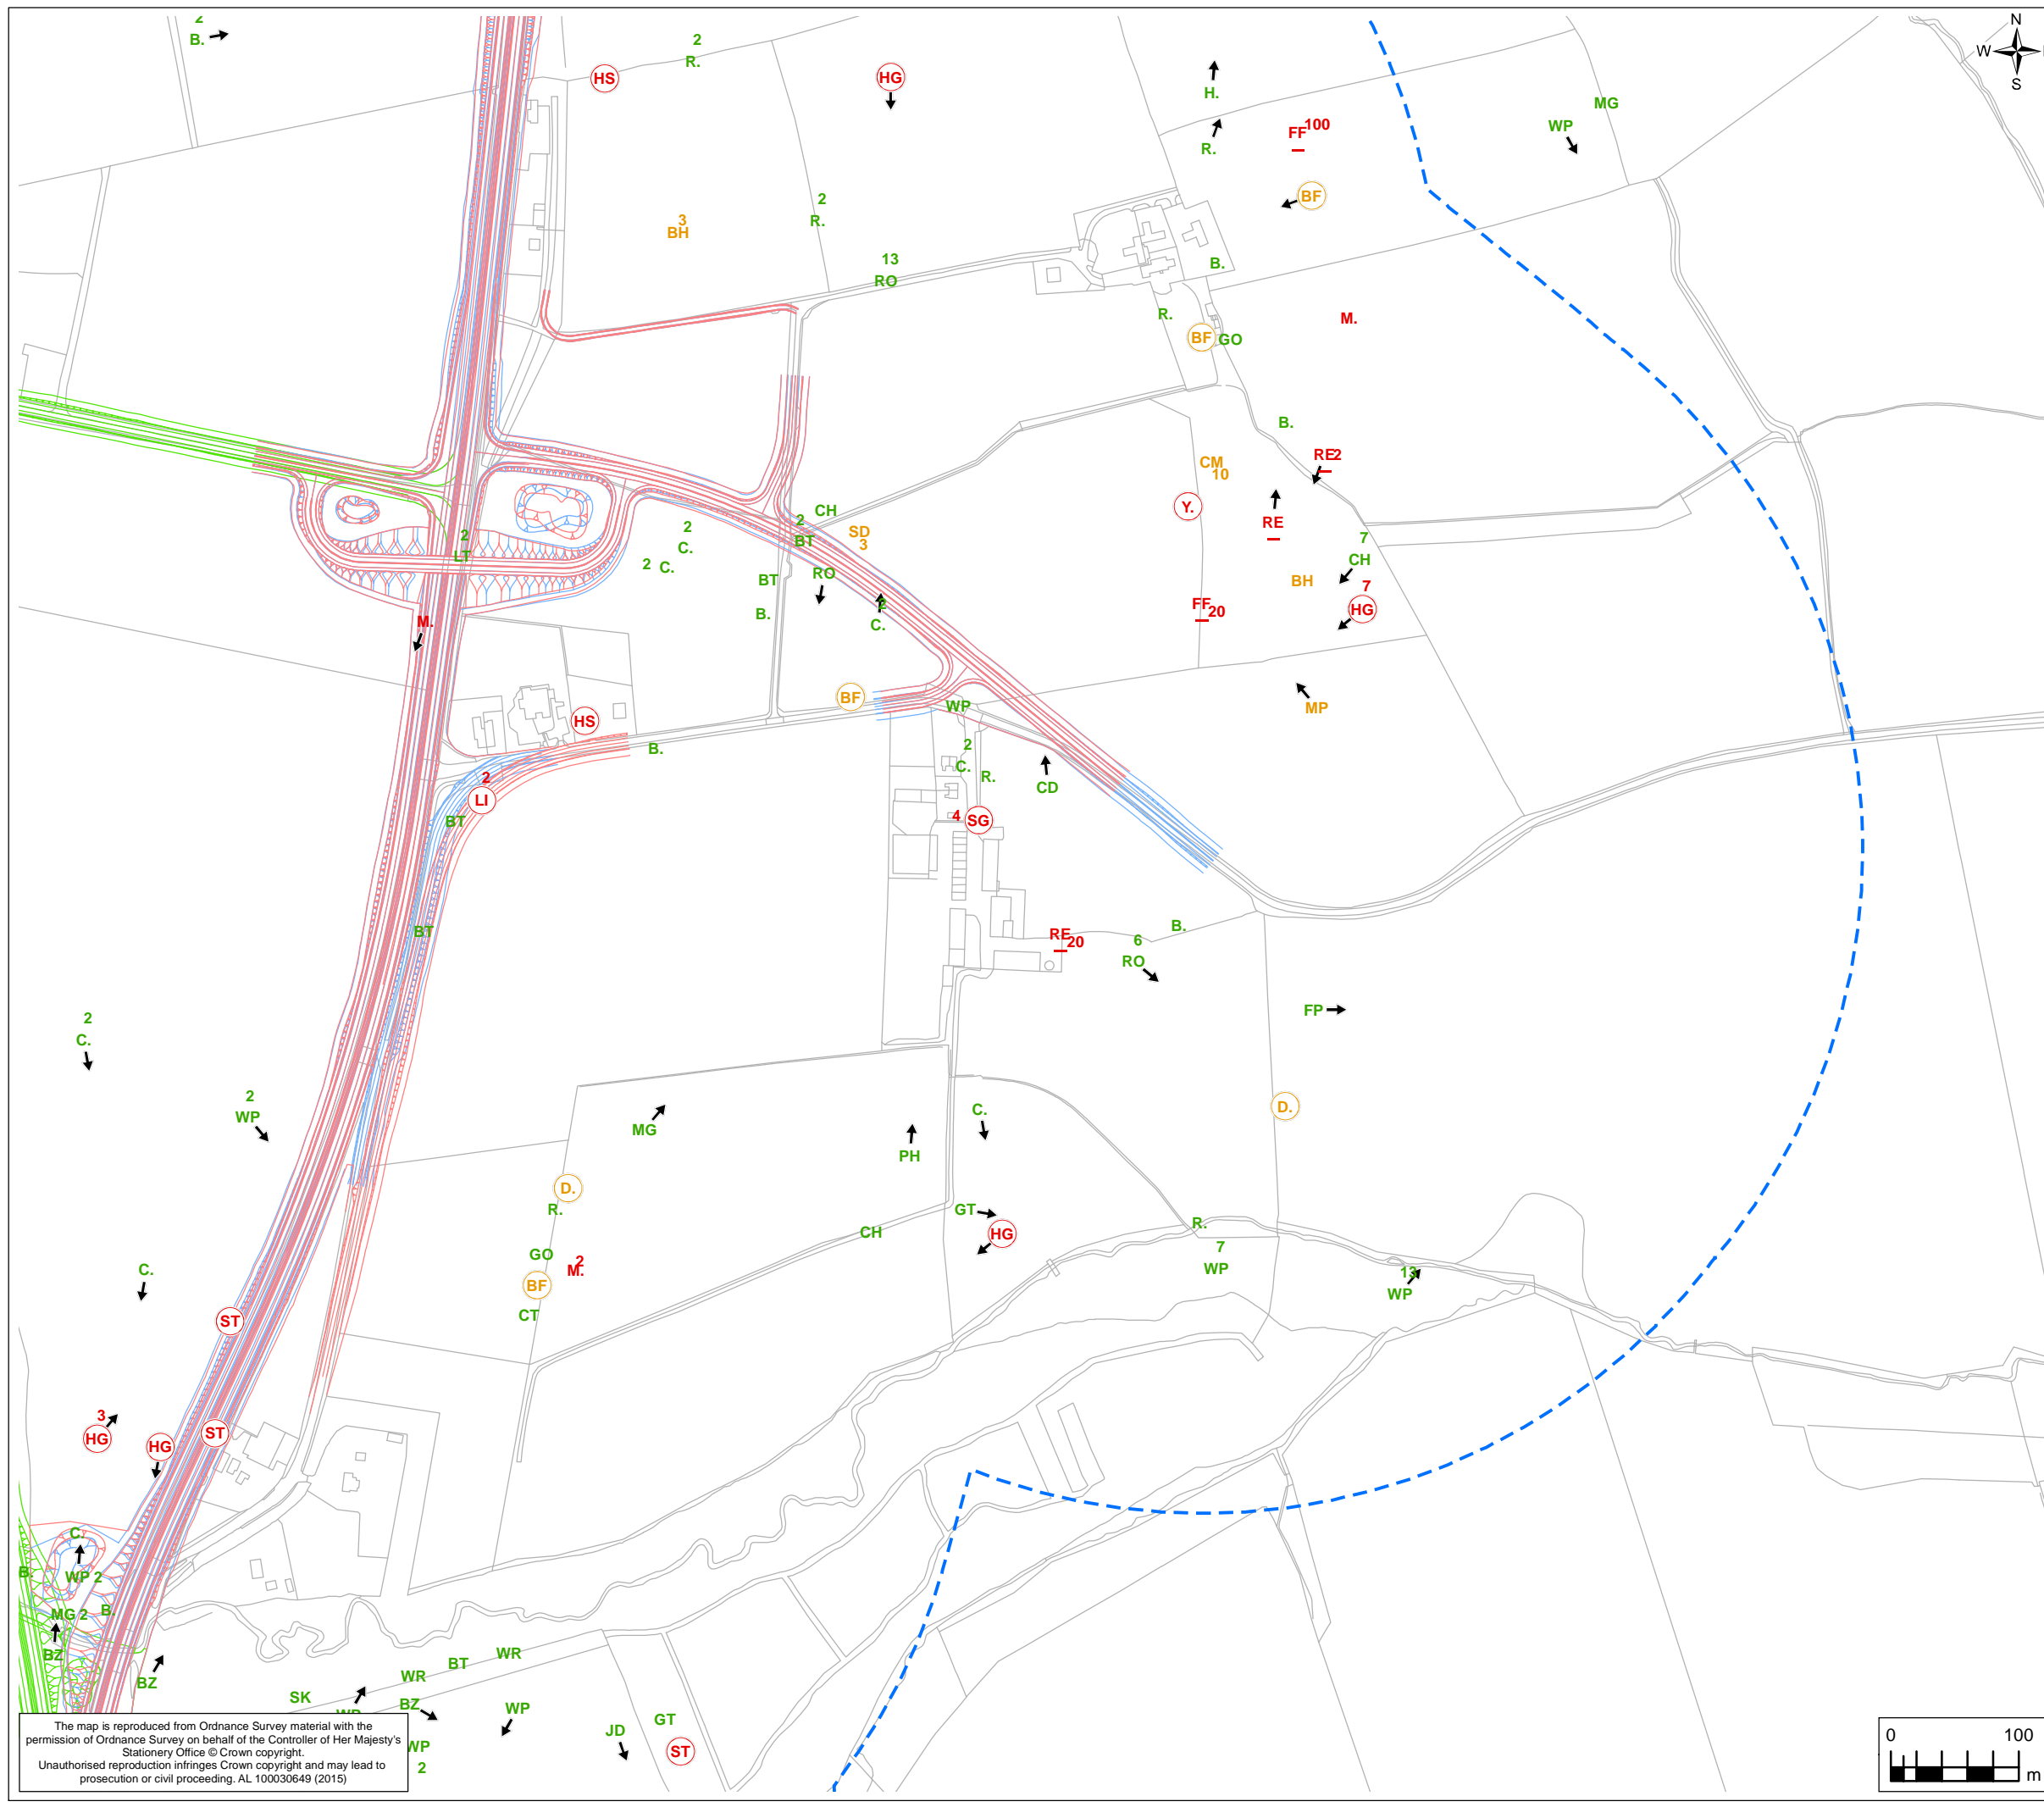 2
B.
N
W
S
HS
2
R.
HG
H.
R.
FF 100
WP
MG
BF
3
BH
2
R.
13
RO
B.
R.
BF
GO
M.
B.
CM
10
RE2
Y.
RE
CH
2
BT
SD
3
2
C.
2
LT
2 C.
BT
RO
B.
2
C.
7
CH
BH
7
HG
FF 20
M.
BF
WP
MP
HS
B.
2
C.
R.
CD
2
LI
BT
4 SG
BT
RE 20
6
RO
B.
FP
2
C.
2
WP
MG
PH
C.
D.
D.
R.
GT
HG
CH
R.
7
WP
13
WP
GO
2
M.
BF
CT
C.
ST
3
HG
HG
ST
C.
B.
WP 2
MG 2
B.
BZ
BZ
WR
BT
WR
SK
WP
BZ
WP
JD
GT
ST
WP
2
The map is reproduced from Ordnance Survey material with the
permission of Ordnance Survey on behalf of the Controller of Her Majesty's
Stationery Office © Crown copyright.
Unauthorised reproduction infringes Crown copyright and may lead to
prosecution or civil proceeding. AL 100030649 (2015)
0 100
m